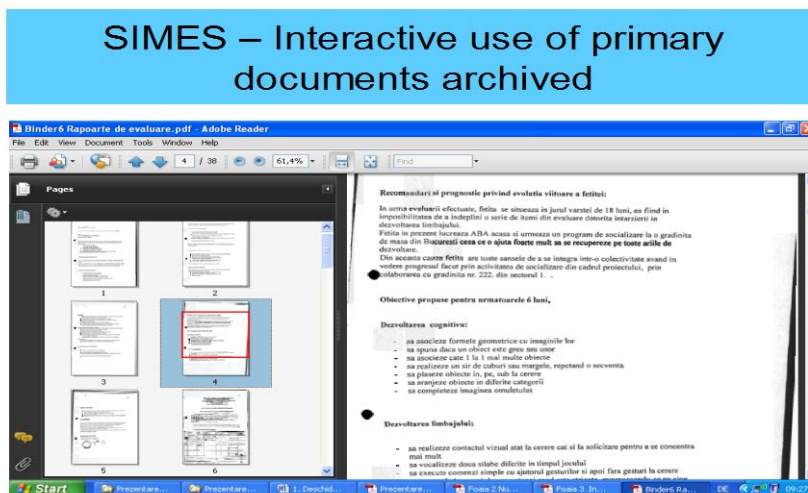 SIMES – Interactive use of primary
documents archived
Binder6 Rapoarte de evaluare.pdf - Adobe Reader
File Edit View Document Tools Window Help
4 / 38 61,4% Find
Pages
1 2
3 4
5 6
Recomandari si prognostic privind evolutia viitoare a fetitei:
In urma evaluarii efectuate, fetita se situeaza in jurul varstei de 18 luni, ea fiind in
imposibilitatea de a indeplini o serie de itemi din evaluare datorita intarzierii in
dezvoltarea limbajului.
Fetita in prezent lucreaza ABA acasa si urmeaza un program de socializare la o gradinita
de masa din Bucuresti ceea ce o ajuta foarte mult sa se recupereze pe toate ariile de
dezvoltare.
Din aceasta cauza fetita are toate sansele de a se integra intr-o colectivitate avand in
vedere progresul facut prin activitatea de socializare din cadrul proiectului, prin
colaborarea cu gradinita nr. 222. din sectorul 1. .
Obiective propuse pentru urmatoarele 6 luni,
Dezvoltarea cognitiva:
- sa asocieze formele geometrice cu imaginile lor
- sa spuna daca un obiect este greu sau usor
- sa asocieze cate 1 la 1 mai multe obiecte
- sa realizeze un sir de cuburi sau margele, repetand o secventa
- sa plaseze obiecte in, pe, sub la cerere
- sa aranjeze obiecte in diferite categorii
- sa completeze imaginea omuletului
Dezvoltarea limbajului:
- sa realizeze contactul vizual atat la cerere cat si la solicitare pentru a se concentra
mai mult
- sa vocalizeze doua silabe diferite in timpul jocului
- sa execute comenzi simple cu ajutorul gesturilor si apoi fara gesturi la cerere
Start Prezentare... Prezentare... 1. Deschid... Prezentare... Foaia 2 Nu... Foaia 3 In... Binder6 Ra... DE 09:27